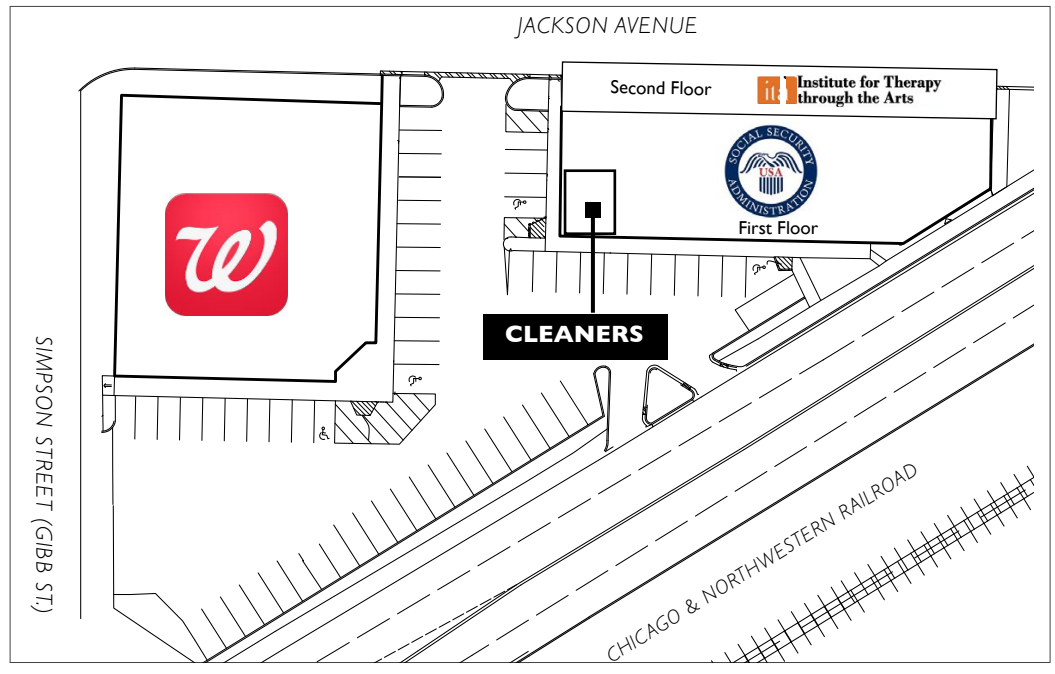 JACKSON AVENUE
Second Floor
ita
Institute for Therapy
through the Arts
SOCIAL SECURITY
USA
ADMINISTRATION
First Floor
W
CLEANERS
SIMPSON STREET (GIBB ST.)
CHICAGO & NORTHWESTERN RAILROAD